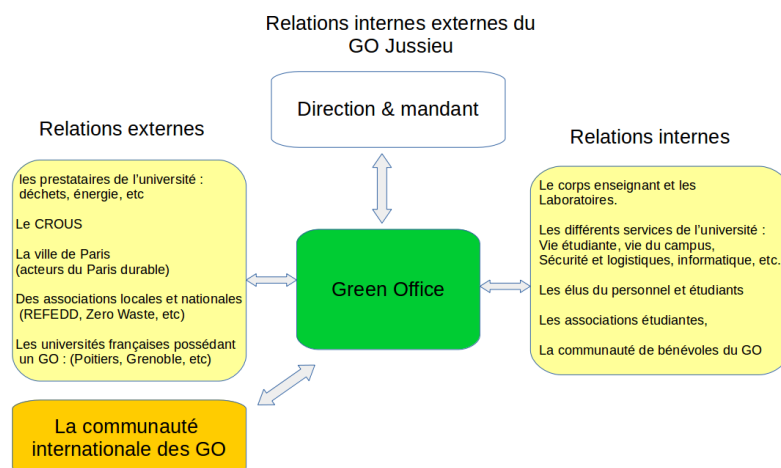 Relations internes externes du
GO Jussieu
Direction & mandant
Relations externes
les prestataires de l'université :
déchets, énergie, etc
Le CROUS
La ville de Paris
(acteurs du Paris durable)
Des associations locales et nationales
(REFEDD, Zero Waste, etc)
Les universités françaises possédant
un GO : (Poitiers, Grenoble, etc)
La communauté
internationale des GO
Green Office
Relations internes
Le corps enseignant et les
Laboratoires.
Les différents services de l'université :
Vie étudiante, vie du campus,
Sécurité et logistiques, informatique, etc.
Les élus du personnel et étudiants
Les associations étudiantes,
La communauté de bénévoles du GO